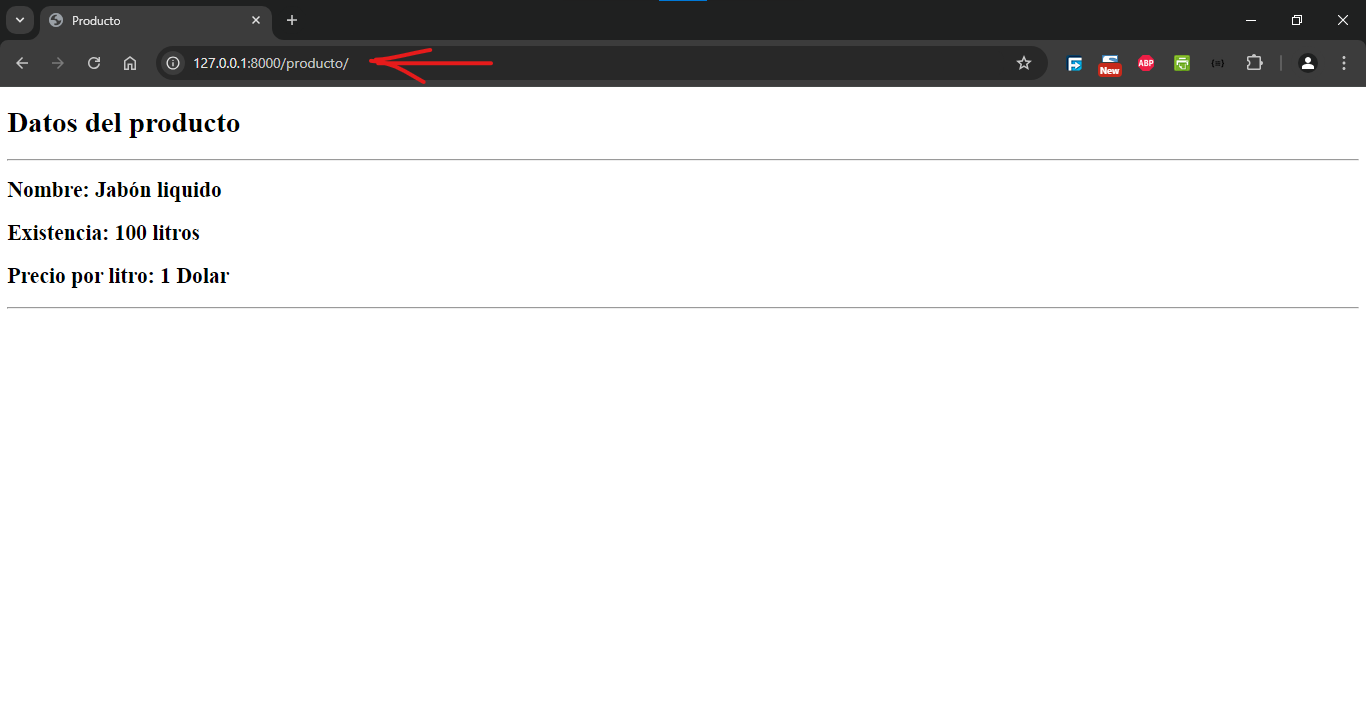 Producto
127.0.0.1:8000/producto/
New
ABP
Datos del producto
Nombre: Jabón liquido
Existencia: 100 litros
Precio por litro: 1 Dolar